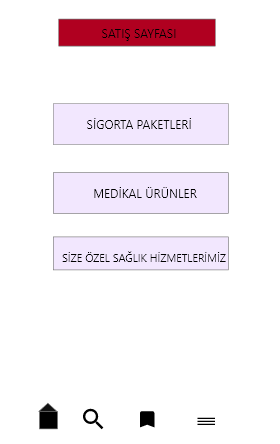 SATIŞ SAYFASI
SİGORTA PAKETLERİ
MEDİKAL ÜRÜNLER
SİZE ÖZEL SAĞLIK HİZMETLERİMİZ